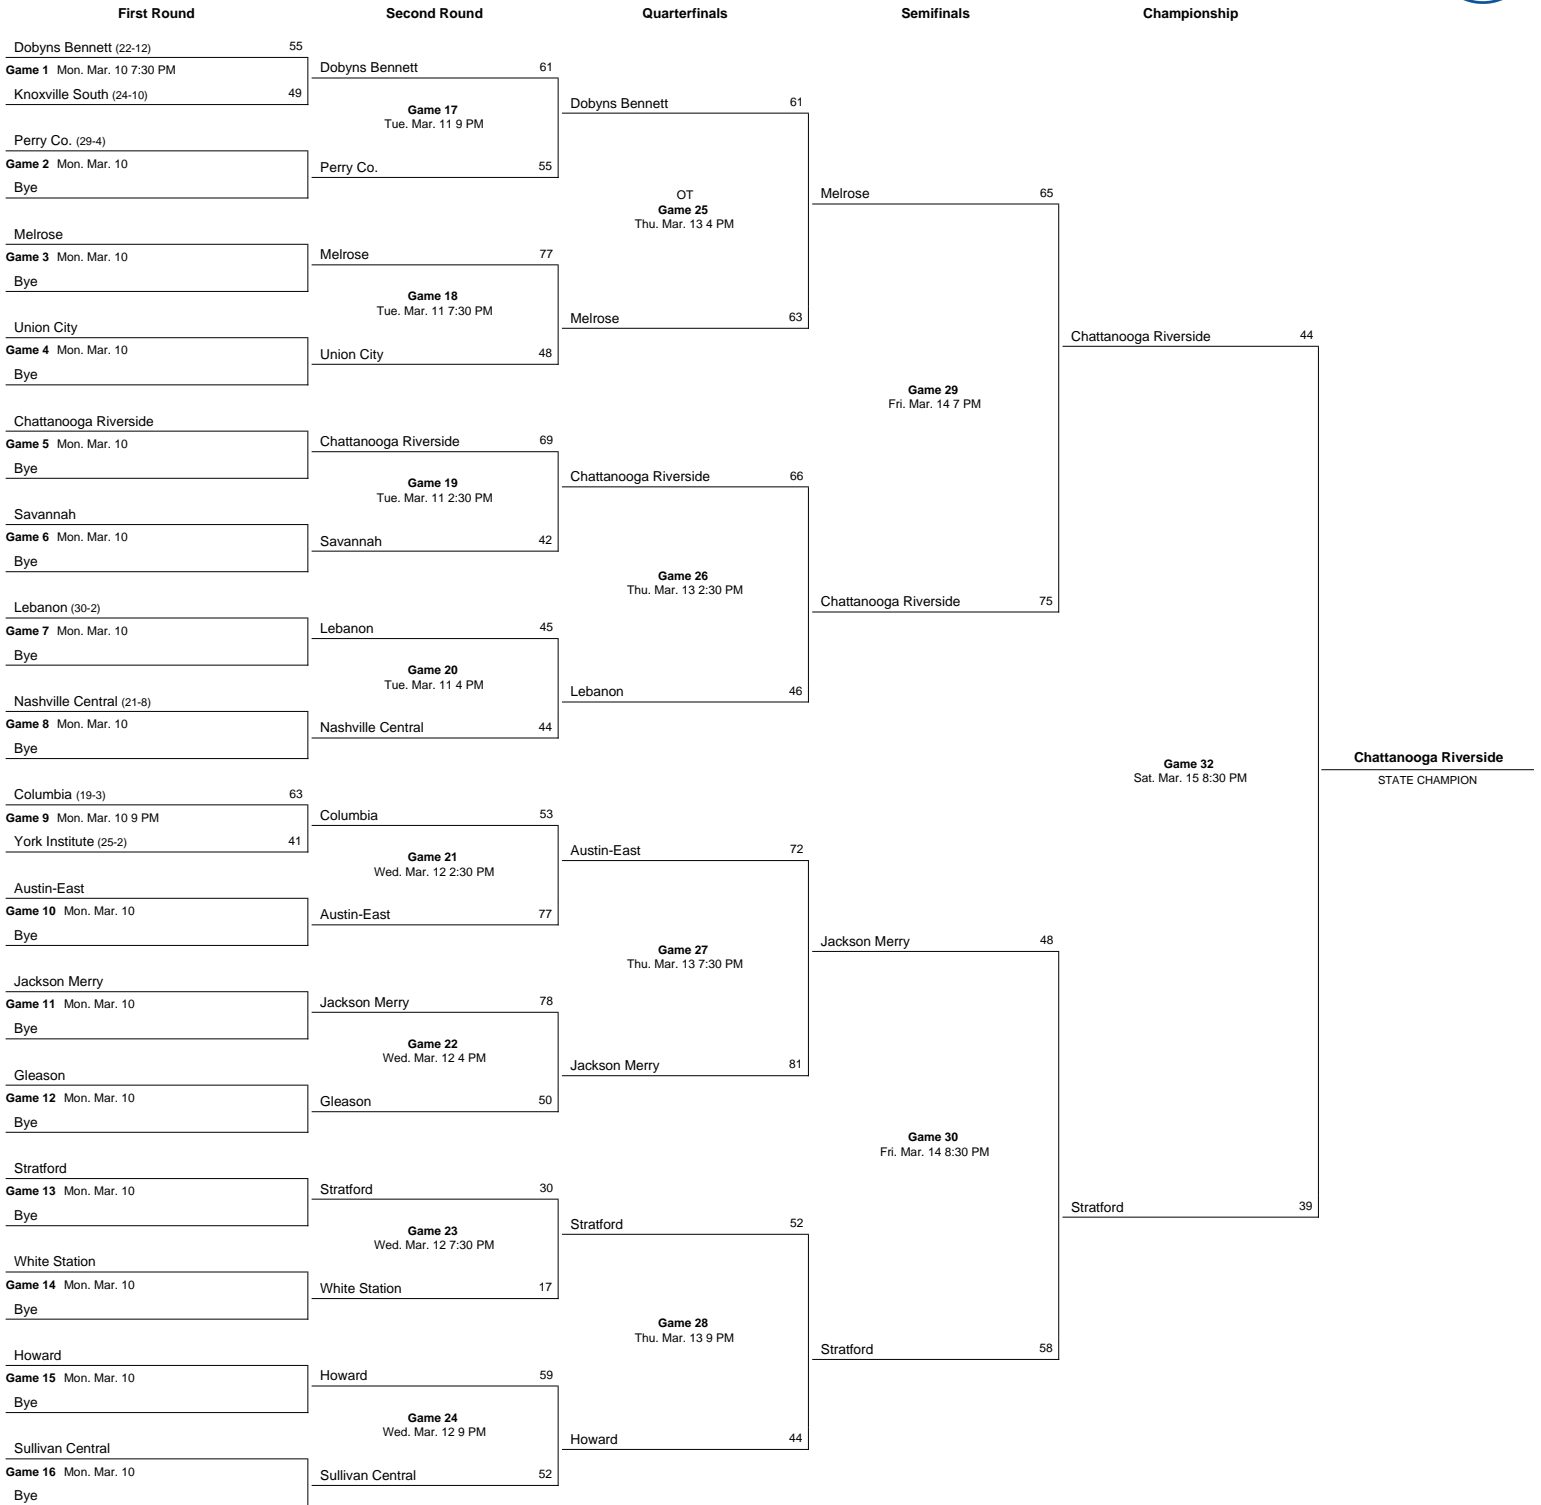 First Round
Second Round
Quarterfinals
Semifinals
Championship
Dobyns Bennett (22-12) 55
Game 1 Mon. Mar. 10 7:30 PM
Knoxville South (24-10) 49
Perry Co. (29-4)
Game 2 Mon. Mar. 10
Bye
Melrose
Game 3 Mon. Mar. 10
Bye
Union City
Game 4 Mon. Mar. 10
Bye
Chattanooga Riverside
Game 5 Mon. Mar. 10
Bye
Savannah
Game 6 Mon. Mar. 10
Bye
Lebanon (30-2)
Game 7 Mon. Mar. 10
Bye
Nashville Central (21-8)
Game 8 Mon. Mar. 10
Bye
Columbia (19-3) 63
Game 9 Mon. Mar. 10 9 PM
York Institute (25-2) 41
Austin-East
Game 10 Mon. Mar. 10
Bye
Jackson Merry
Game 11 Mon. Mar. 10
Bye
Gleason
Game 12 Mon. Mar. 10
Bye
Stratford
Game 13 Mon. Mar. 10
Bye
White Station
Game 14 Mon. Mar. 10
Bye
Howard
Game 15 Mon. Mar. 10
Bye
Sullivan Central
Game 16 Mon. Mar. 10
Bye
Dobyns Bennett 61
Game 17
Tue. Mar. 11 9 PM
Perry Co. 55
Melrose 77
Game 18
Tue. Mar. 11 7:30 PM
Union City 48
Chattanooga Riverside 69
Game 19
Tue. Mar. 11 2:30 PM
Savannah 42
Lebanon 45
Game 20
Tue. Mar. 11 4 PM
Nashville Central 44
Columbia 53
Game 21
Wed. Mar. 12 2:30 PM
Austin-East 77
Jackson Merry 78
Game 22
Wed. Mar. 12 4 PM
Gleason 50
Stratford 30
Game 23
Wed. Mar. 12 7:30 PM
White Station 17
Howard 59
Game 24
Wed. Mar. 12 9 PM
Sullivan Central 52
Dobyns Bennett 61
OT
Game 25
Thu. Mar. 13 4 PM
Melrose 63
Chattanooga Riverside 66
Game 26
Thu. Mar. 13 2:30 PM
Lebanon 46
Austin-East 72
Game 27
Thu. Mar. 13 7:30 PM
Jackson Merry 81
Stratford 52
Game 28
Thu. Mar. 13 9 PM
Howard 44
Melrose 65
Game 29
Fri. Mar. 14 7 PM
Chattanooga Riverside 75
Jackson Merry 48
Game 30
Fri. Mar. 14 8:30 PM
Stratford 58
Chattanooga Riverside 44
Game 32
Sat. Mar. 15 8:30 PM
Stratford 39
Chattanooga Riverside
STATE CHAMPION